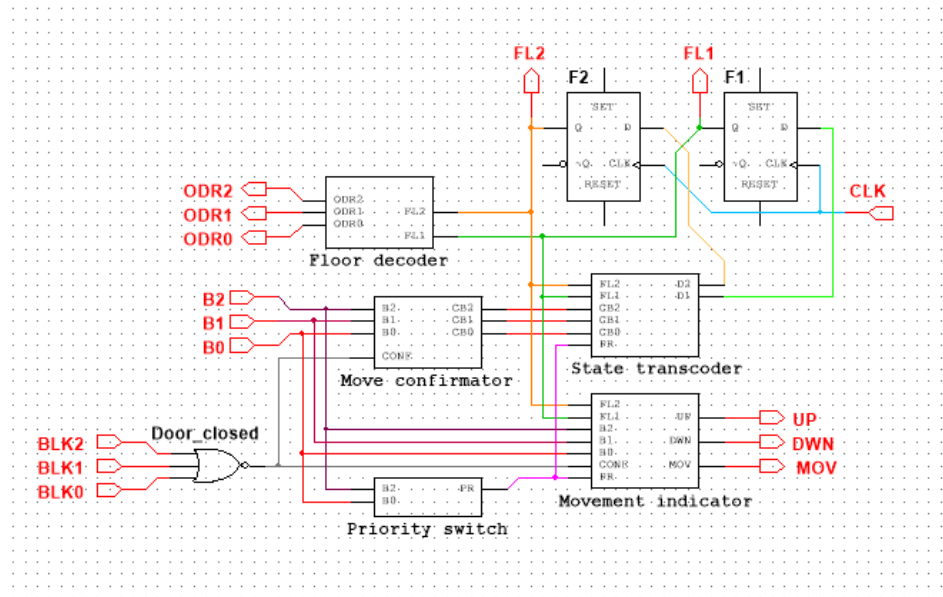 FL2
FL1
F2
F1
SET
SET
Q
D
Q
D
~Q
CLK
~Q
CLK
RESET
RESET
CLK
ODR2
ODR1
ODR0
ODR2
ODR1
ODR0
FL2
FL1
Floor decoder
B2
B1
B0
B2
B1
B0
CONF
CB2
CB1
CB0
Move confirmator
FL2
FL1
CB2
CB1
CB0
PR
D2
D1
State transcoder
BLK2
BLK1
BLK0
Door_closed
FL2
FL1
B2
B1
B0
CONF
PR
UP
DWN
MOV
UP
DWN
MOV
Movement indicator
B2
B0
PR
Priority switch